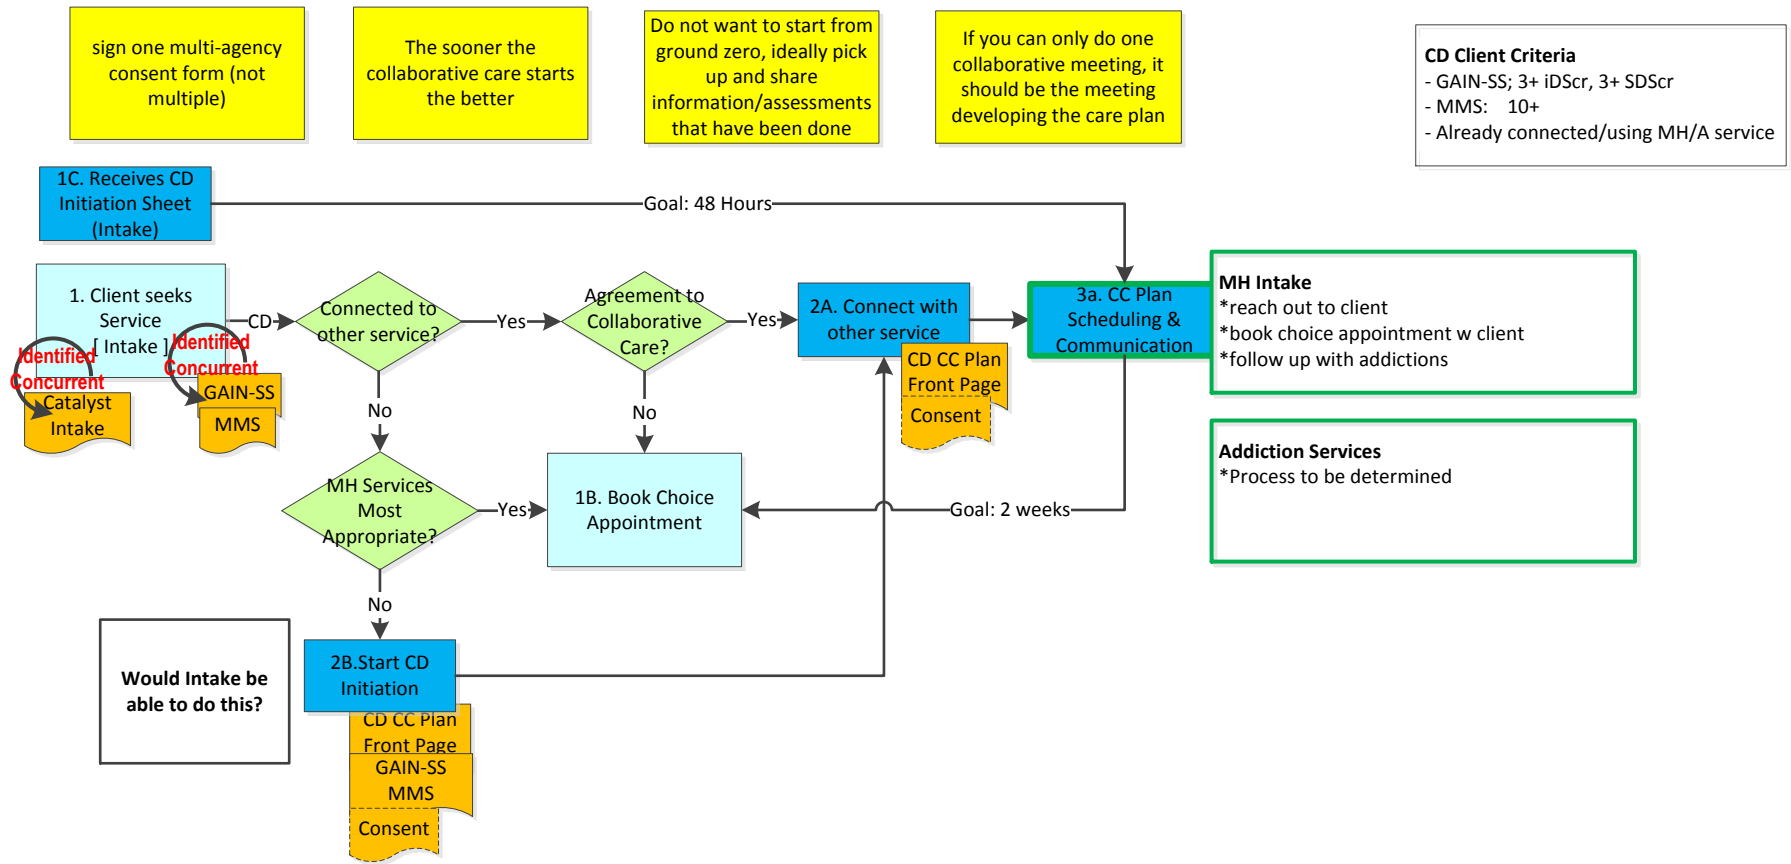 sign one multi-agency
consent form (not
multiple)
The sooner the
collaborative care starts
the better
Do not want to start from
ground zero, ideally pick
up and share
information/assessments
that have been done
If you can only do one
collaborative meeting, it
should be the meeting
developing the care plan
CD Client Criteria
- GAIN-SS; 3+ iDScr, 3+ SDScr
- MMS: 10+
- Already connected/using MH/A service
1C. Receives CD
Initiation Sheet
(Intake)
Goal: 48 Hours
1. Client seeks
Service
[ Intake ]
Identified
Concurrent
Identified
Concurrent
Catalyst
Intake
GAIN-SS
MMS
CD
Connected to
other service?
Yes
Agreement to
Collaborative
Care?
Yes
2A. Connect with
other service
CD CC Plan
Front Page
Consent
3a. CC Plan
Scheduling &
Communication
MH Intake
*reach out to client
*book choice appointment w client
*follow up with addictions
No
No
MH Services
Most
Appropriate?
Yes
1B. Book Choice
Appointment
Goal: 2 weeks
Addiction Services
*Process to be determined
No
Would Intake be
able to do this?
2B.Start CD
Initiation
CD CC Plan
Front Page
GAIN-SS
MMS
Consent